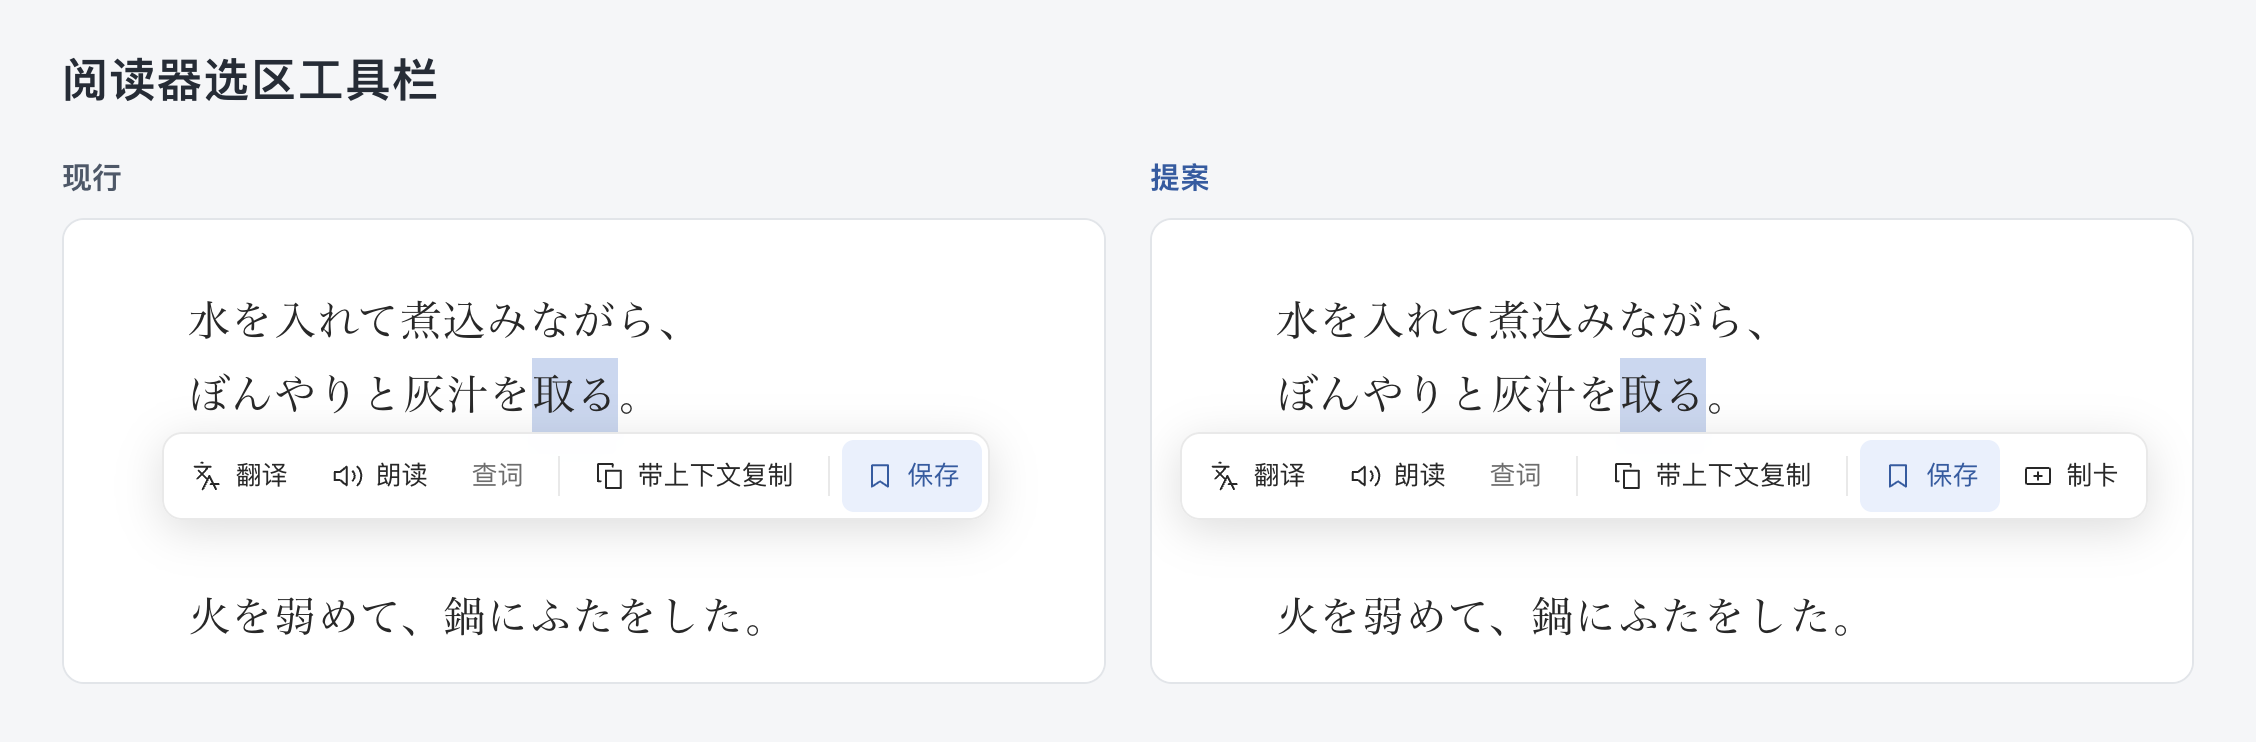 阅读器选区工具栏
现行
水を入れて煮込みながら、
ぼんやりと灰汁を取る。
翻译 朗读 查词 带上下文复制 保存
火を弱めて、鍋にふたをした。
提案
水を入れて煮込みながら、
ぼんやりと灰汁を取る。
翻译 朗读 查词 带上下文复制 保存 制卡
火を弱めて、鍋にふたをした。